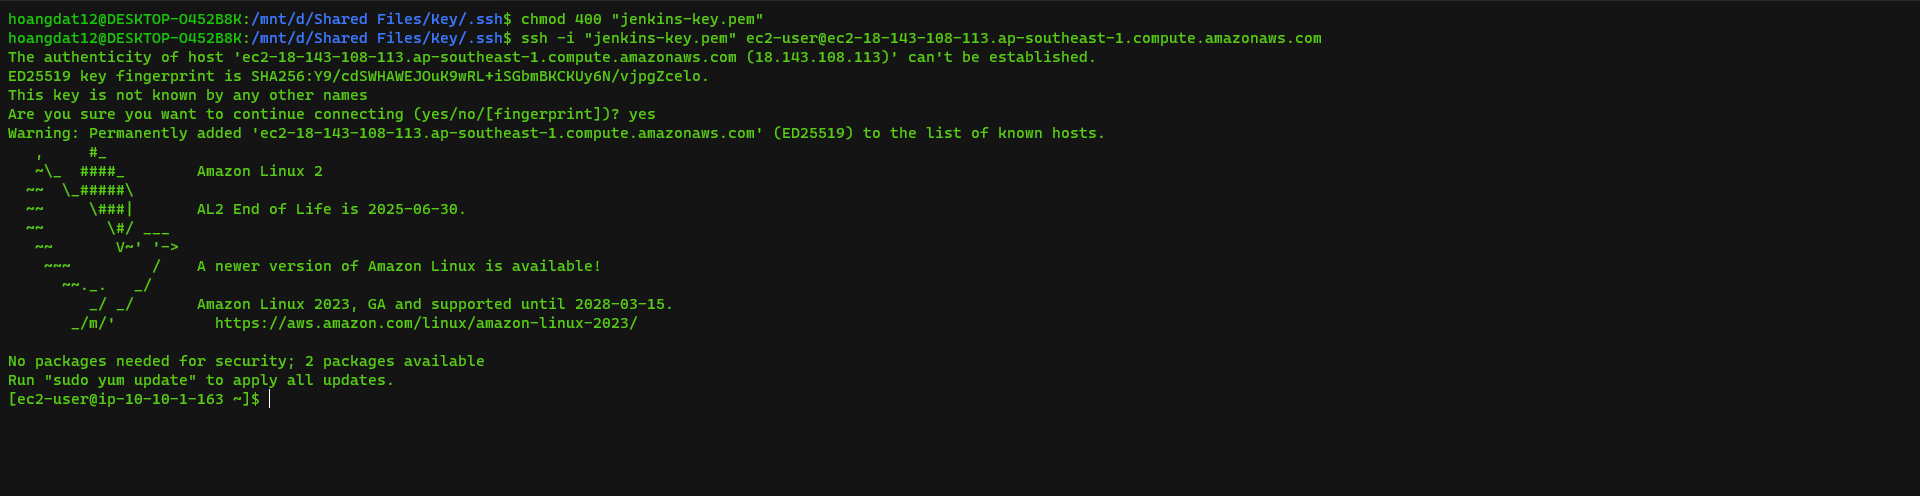 hoangdat12@DESKTOP-O452B8K:/mnt/d/Shared Files/Key/.ssh$ chmod 400 "jenkins-key.pem"
hoangdat12@DESKTOP-O452B8K:/mnt/d/Shared Files/Key/.ssh$ ssh -i "jenkins-key.pem" ec2-user@ec2-18-143-108-113.ap-southeast-1.compute.amazonaws.com
The authenticity of host 'ec2-18-143-108-113.ap-southeast-1.compute.amazonaws.com (18.143.108.113)' can't be established.
ED25519 key fingerprint is SHA256:Y9/cdSWHAWEJOuK9wRL+iSGbmBKCKUy6N/vjpgZcelo.
This key is not known by any other names
Are you sure you want to continue connecting (yes/no/[fingerprint])? yes
Warning: Permanently added 'ec2-18-143-108-113.ap-southeast-1.compute.amazonaws.com' (ED25519) to the list of known hosts.
   ,     #_
   ~\_  ####_        Amazon Linux 2
  ~~  \_#####\
  ~~     \###|       AL2 End of Life is 2025-06-30.
  ~~       \#/ ___
   ~~       V~' '->
    ~~~         /    A newer version of Amazon Linux is available!
      ~~._.   _/
         _/ _/       Amazon Linux 2023, GA and supported until 2028-03-15.
       _/m/'           https://aws.amazon.com/linux/amazon-linux-2023/
No packages needed for security; 2 packages available
Run "sudo yum update" to apply all updates.
[ec2-user@ip-10-10-1-163 ~]$